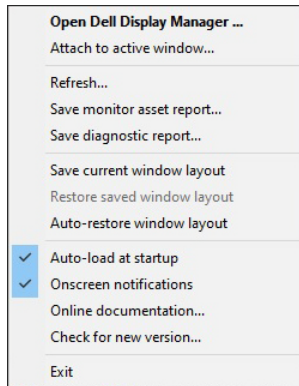 Open Dell Display Manager ...
Attach to active window...
Refresh...
Save monitor asset report...
Save diagnostic report...
Save current window layout
Restore saved window layout
Auto-restore window layout
Auto-load at startup
Onscreen notifications
Online documentation...
Check for new version...
Exit